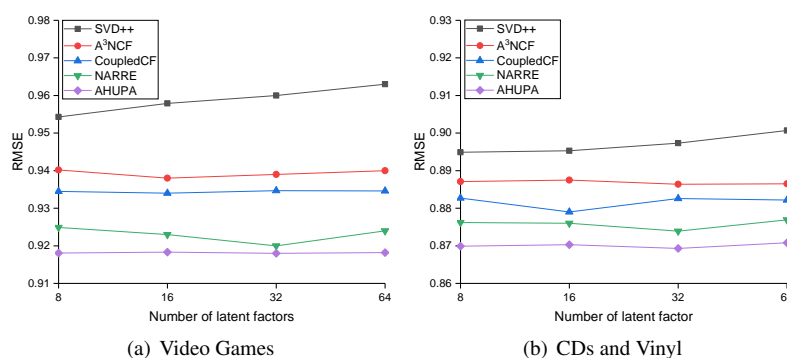 0.98
0.97
0.96
0.95
0.94
0.93
0.92
0.91
RMSE
SVD++
A³NCF
CoupledCF
NARRE
AHUPA
8 16 32 64
Number of latent factors
(a) Video Games
0.93
0.92
0.91
0.90
0.89
0.88
0.87
0.86
RMSE
SVD++
A³NCF
CoupledCF
NARRE
AHUPA
8 16 32
Number of latent factor
(b) CDs and Vinyl